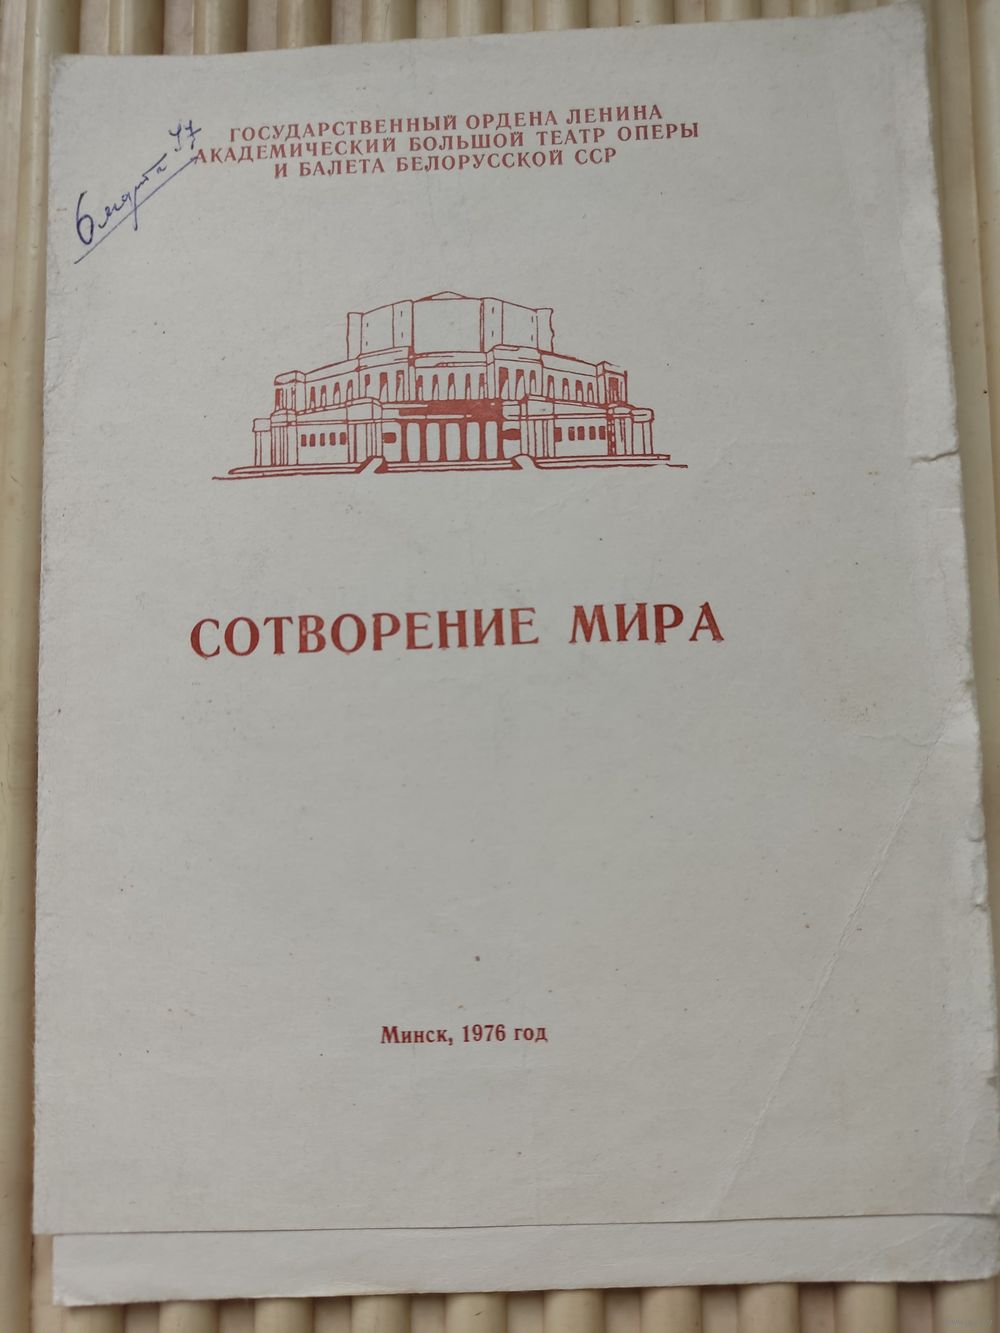 6 марта 77
ГОСУДАРСТВЕННЫЙ ОРДЕНА ЛЕНИНА
АКАДЕМИЧЕСКИЙ БОЛЬШОЙ ТЕАТР ОПЕРЫ
И БАЛЕТА БЕЛОРУССКОЙ ССР
СОТВОРЕНИЕ МИРА
Минск, 1976 год